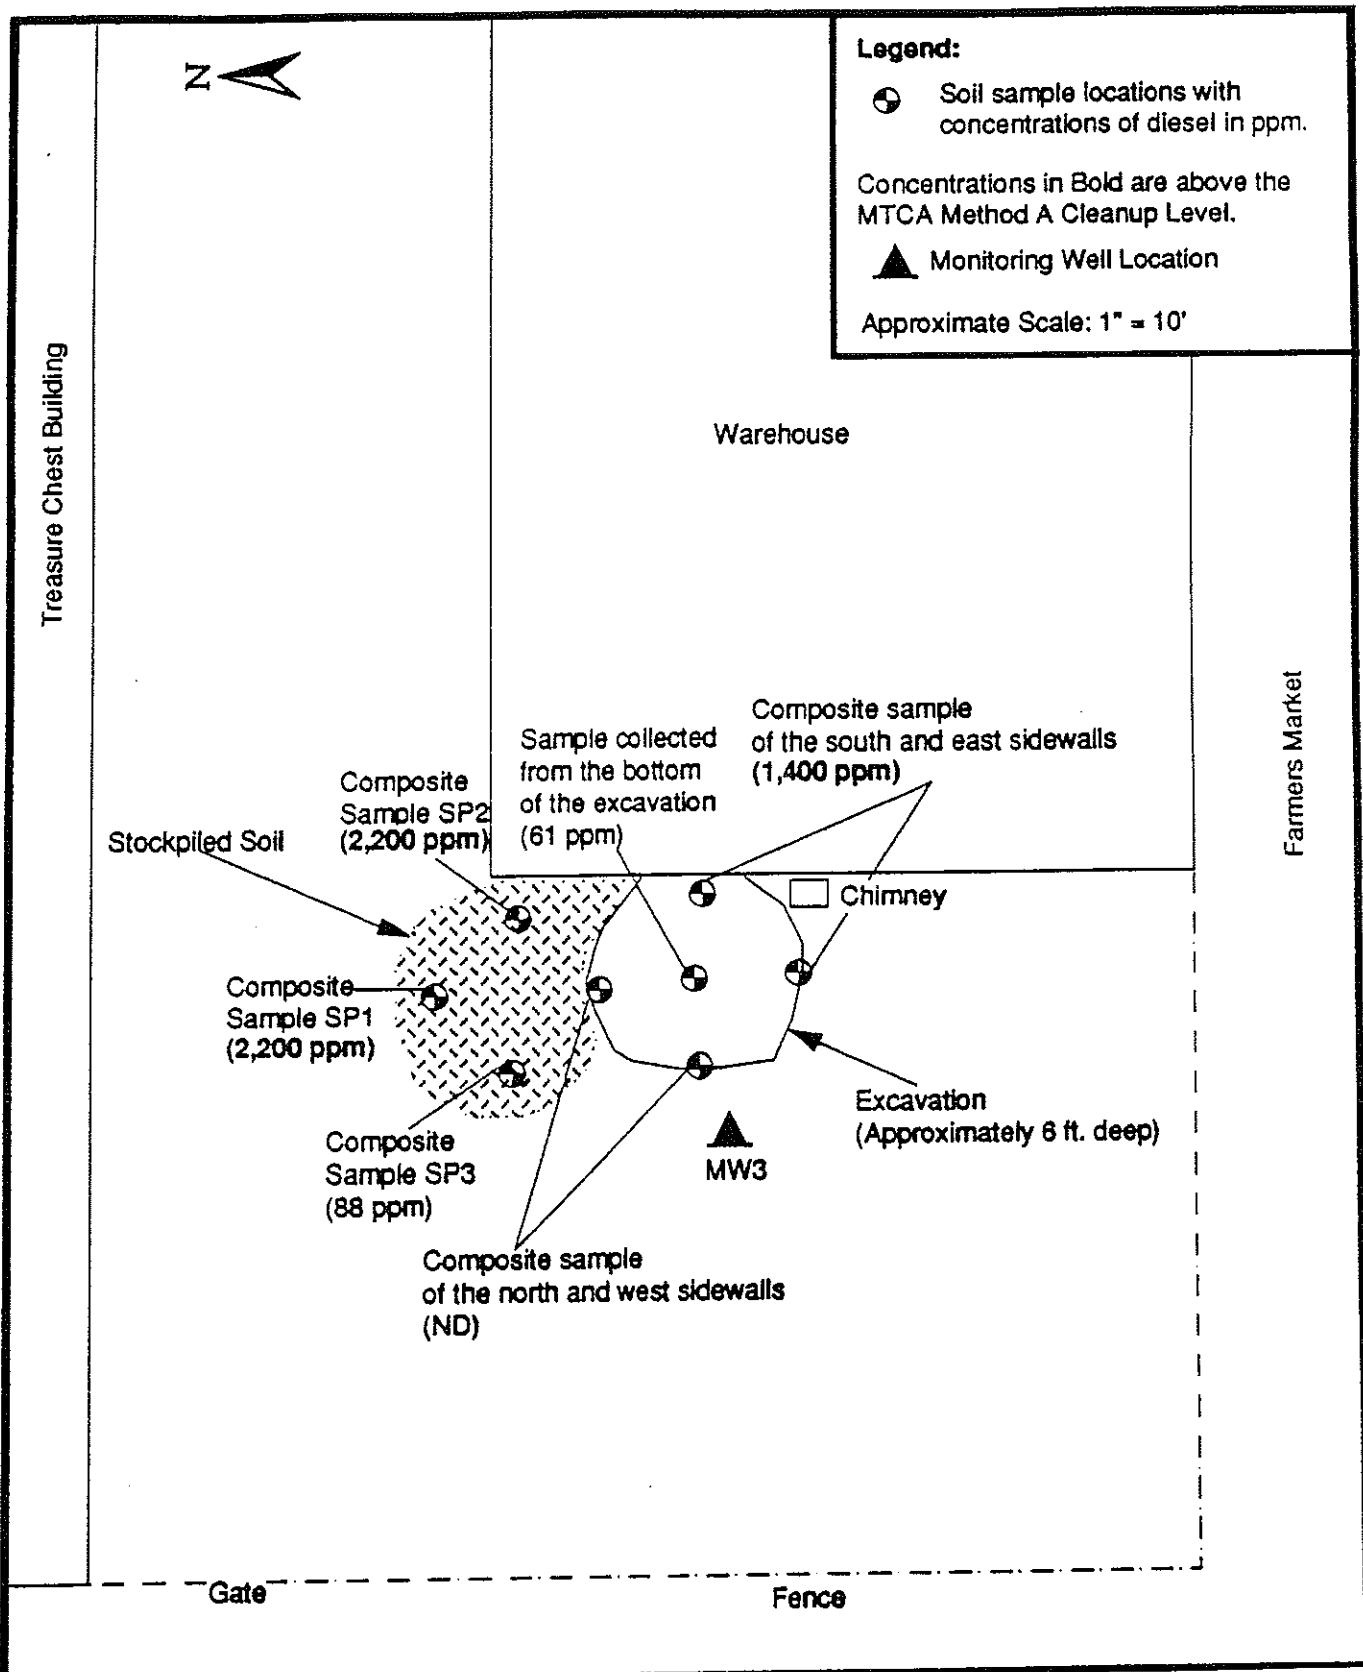 N
Legend:
Soil sample locations with
concentrations of diesel in ppm.
Concentrations in Bold are above the
MTCA Method A Cleanup Level.
Monitoring Well Location
Approximate Scale: 1" = 10'
Treasure Chest Building
Warehouse
Farmers Market
Composite sample
of the south and east sidewalls
(1,400 ppm)
Sample collected
from the bottom
of the excavation
(61 ppm)
Composite
Sample SP2
(2,200 ppm)
Stockpiled Soil
Chimney
Composite
Sample SP1
(2,200 ppm)
Excavation
(Approximately 6 ft. deep)
Composite
Sample SP3
(88 ppm)
MW3
Composite sample
of the north and west sidewalls
(ND)
Gate
Fence